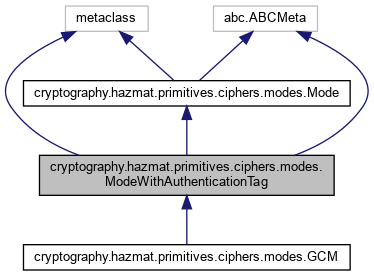 metaclass
abc.ABCMeta
cryptography.hazmat.primitives.ciphers.modes.Mode
cryptography.hazmat.primitives.ciphers.modes.
ModeWithAuthenticationTag
cryptography.hazmat.primitives.ciphers.modes.GCM